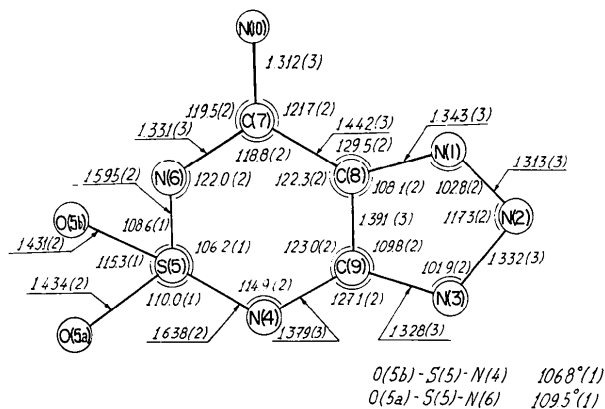 N(10)
1.312(3)
119.5(2) 121.7(2)
C(7)
1.331(3) 118.8(2) 1.442(3) 1.343(3)
129.5(2)
N(1)
1.313(3)
C(8)
1.595(2) N(6) 122.0(2) 122.3(2) 108.1(2) 102.8(2)
O(5b) 108.6(1) 1.391(3) 117.3(2) N(2)
1.431(2) 106.2(1) 123.0(2) 109.8(2)
115.3(1) S(5) C(9) 101.9(2) 1.332(3)
1.434(2) 110.0(1) 114.9(2) 127.1(2) N(3)
N(4)
O(5a) 1.638(2) 1.379(3) 1.328(3)
O(5b)-S(5)-N(4) 106.8°(1)
O(5a)-S(5)-N(6) 109.5°(1)